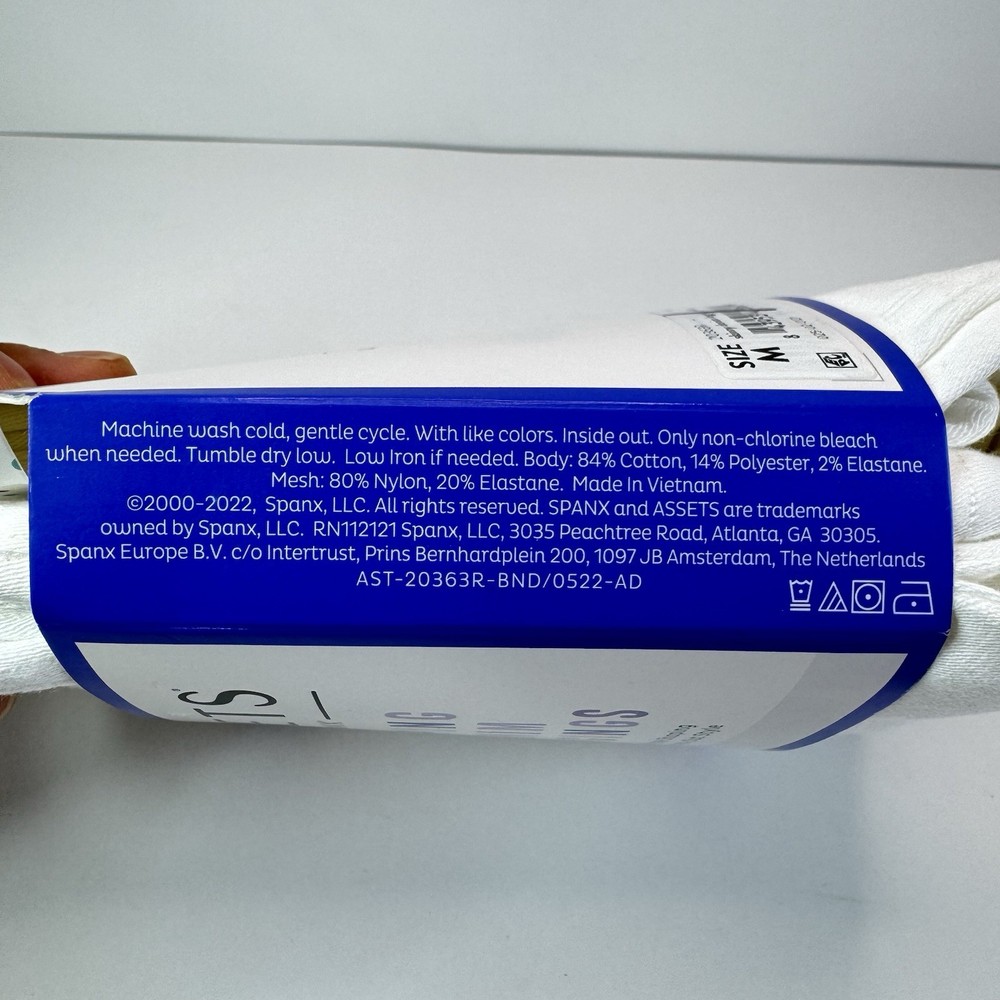 SIZE
M
Machine wash cold, gentle cycle. With like colors. Inside out. Only non-chlorine bleach
when needed. Tumble dry low. Low Iron if needed. Body: 84% Cotton, 14% Polyester, 2% Elastane.
Mesh: 80% Nylon, 20% Elastane. Made In Vietnam.
©2000-2022, Spanx, LLC. All rights reserved. SPANX and ASSETS are trademarks
owned by Spanx, LLC. RN112121 Spanx, LLC, 3035 Peachtree Road, Atlanta, GA 30305.
Spanx Europe B.V. c/o Intertrust, Prins Bernhardplein 200, 1097 JB Amsterdam, The Netherlands
AST-20363R-BND/0522-AD